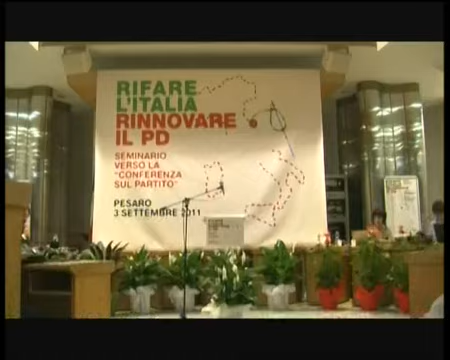 RIFARE
L'ITALIA
RINNOVARE
IL PD
SEMINARIO
VERSO LA
"CONFERENZA
SUL PARTITO"
PESARO
3 SETTEMBRE 2011